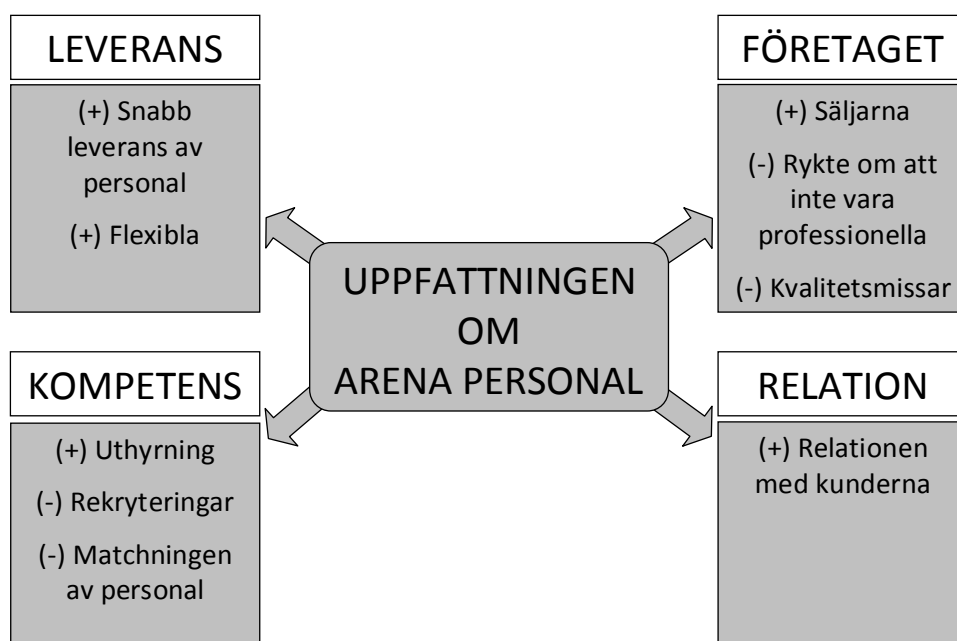 LEVERANS
(+) Snabb
leverans av
personal
(+) Flexibla
FÖRETAGET
(+) Säljarna
(-) Rykte om att
inte vara
professionella
(-) Kvalitetsmissar
UPPFATTNINGEN
OM
ARENA PERSONAL
KOMPETENS
(+) Uthyrning
(-) Rekryteringar
(-) Matchningen
av personal
RELATION
(+) Relationen
med kunderna